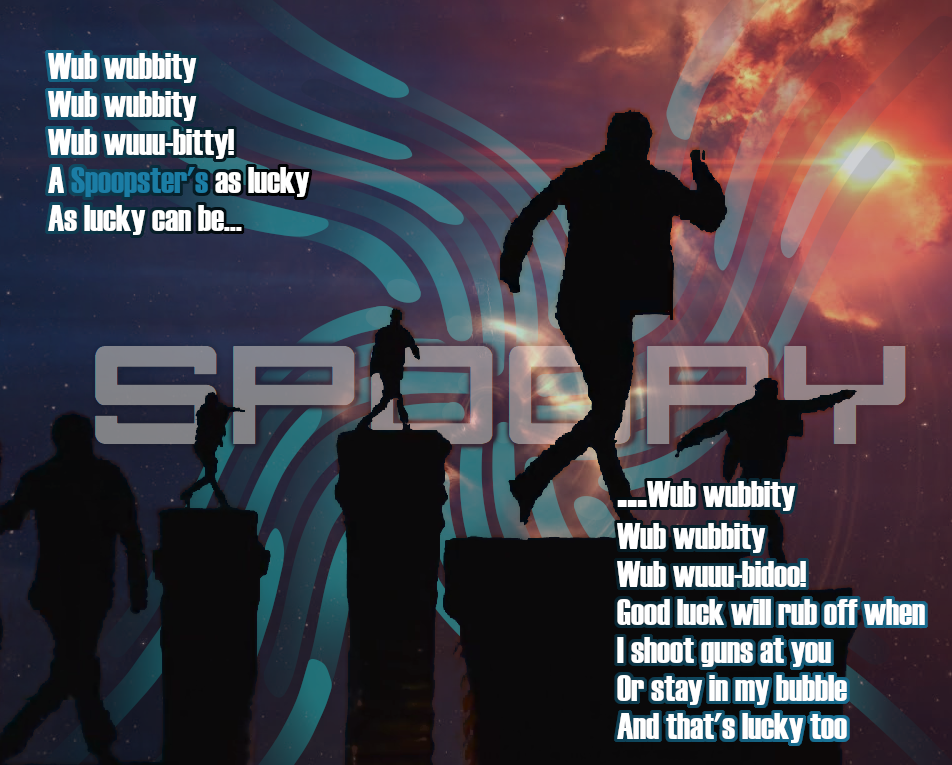 Wub wubbity
Wub wubbity
Wub wuuu-bitty!
A Spoopster's as lucky
As lucky can be...
SPOOPY
....Wub wubbity
Wub wubbity
Wub wuuu-bidoo!
Good luck will rub off when
I shoot guns at you
Or stay in my bubble
And that's lucky too